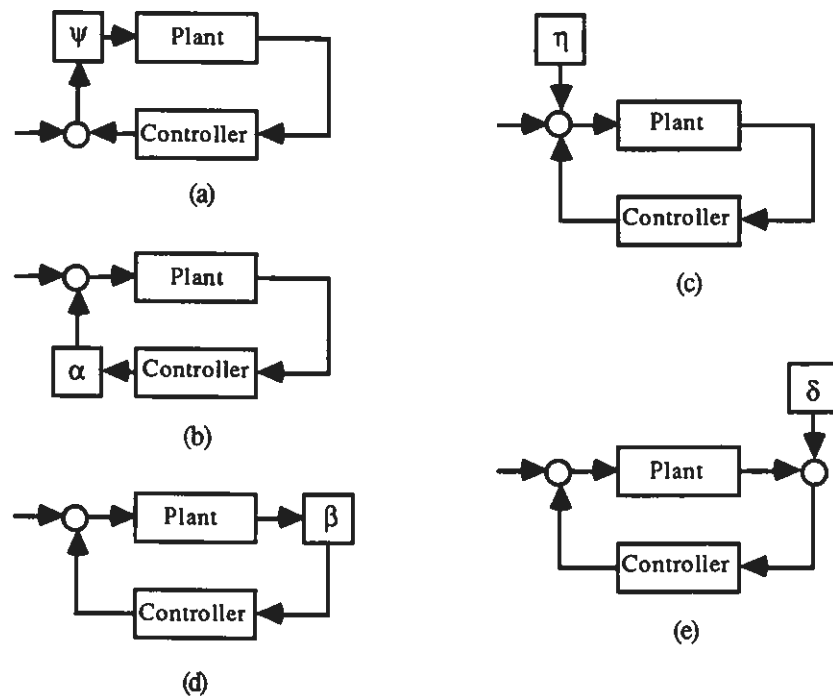 ψ
Plant
Controller
(a)
α
Plant
Controller
(b)
Plant
β
Controller
(d)
η
Plant
Controller
(c)
δ
Plant
Controller
(e)